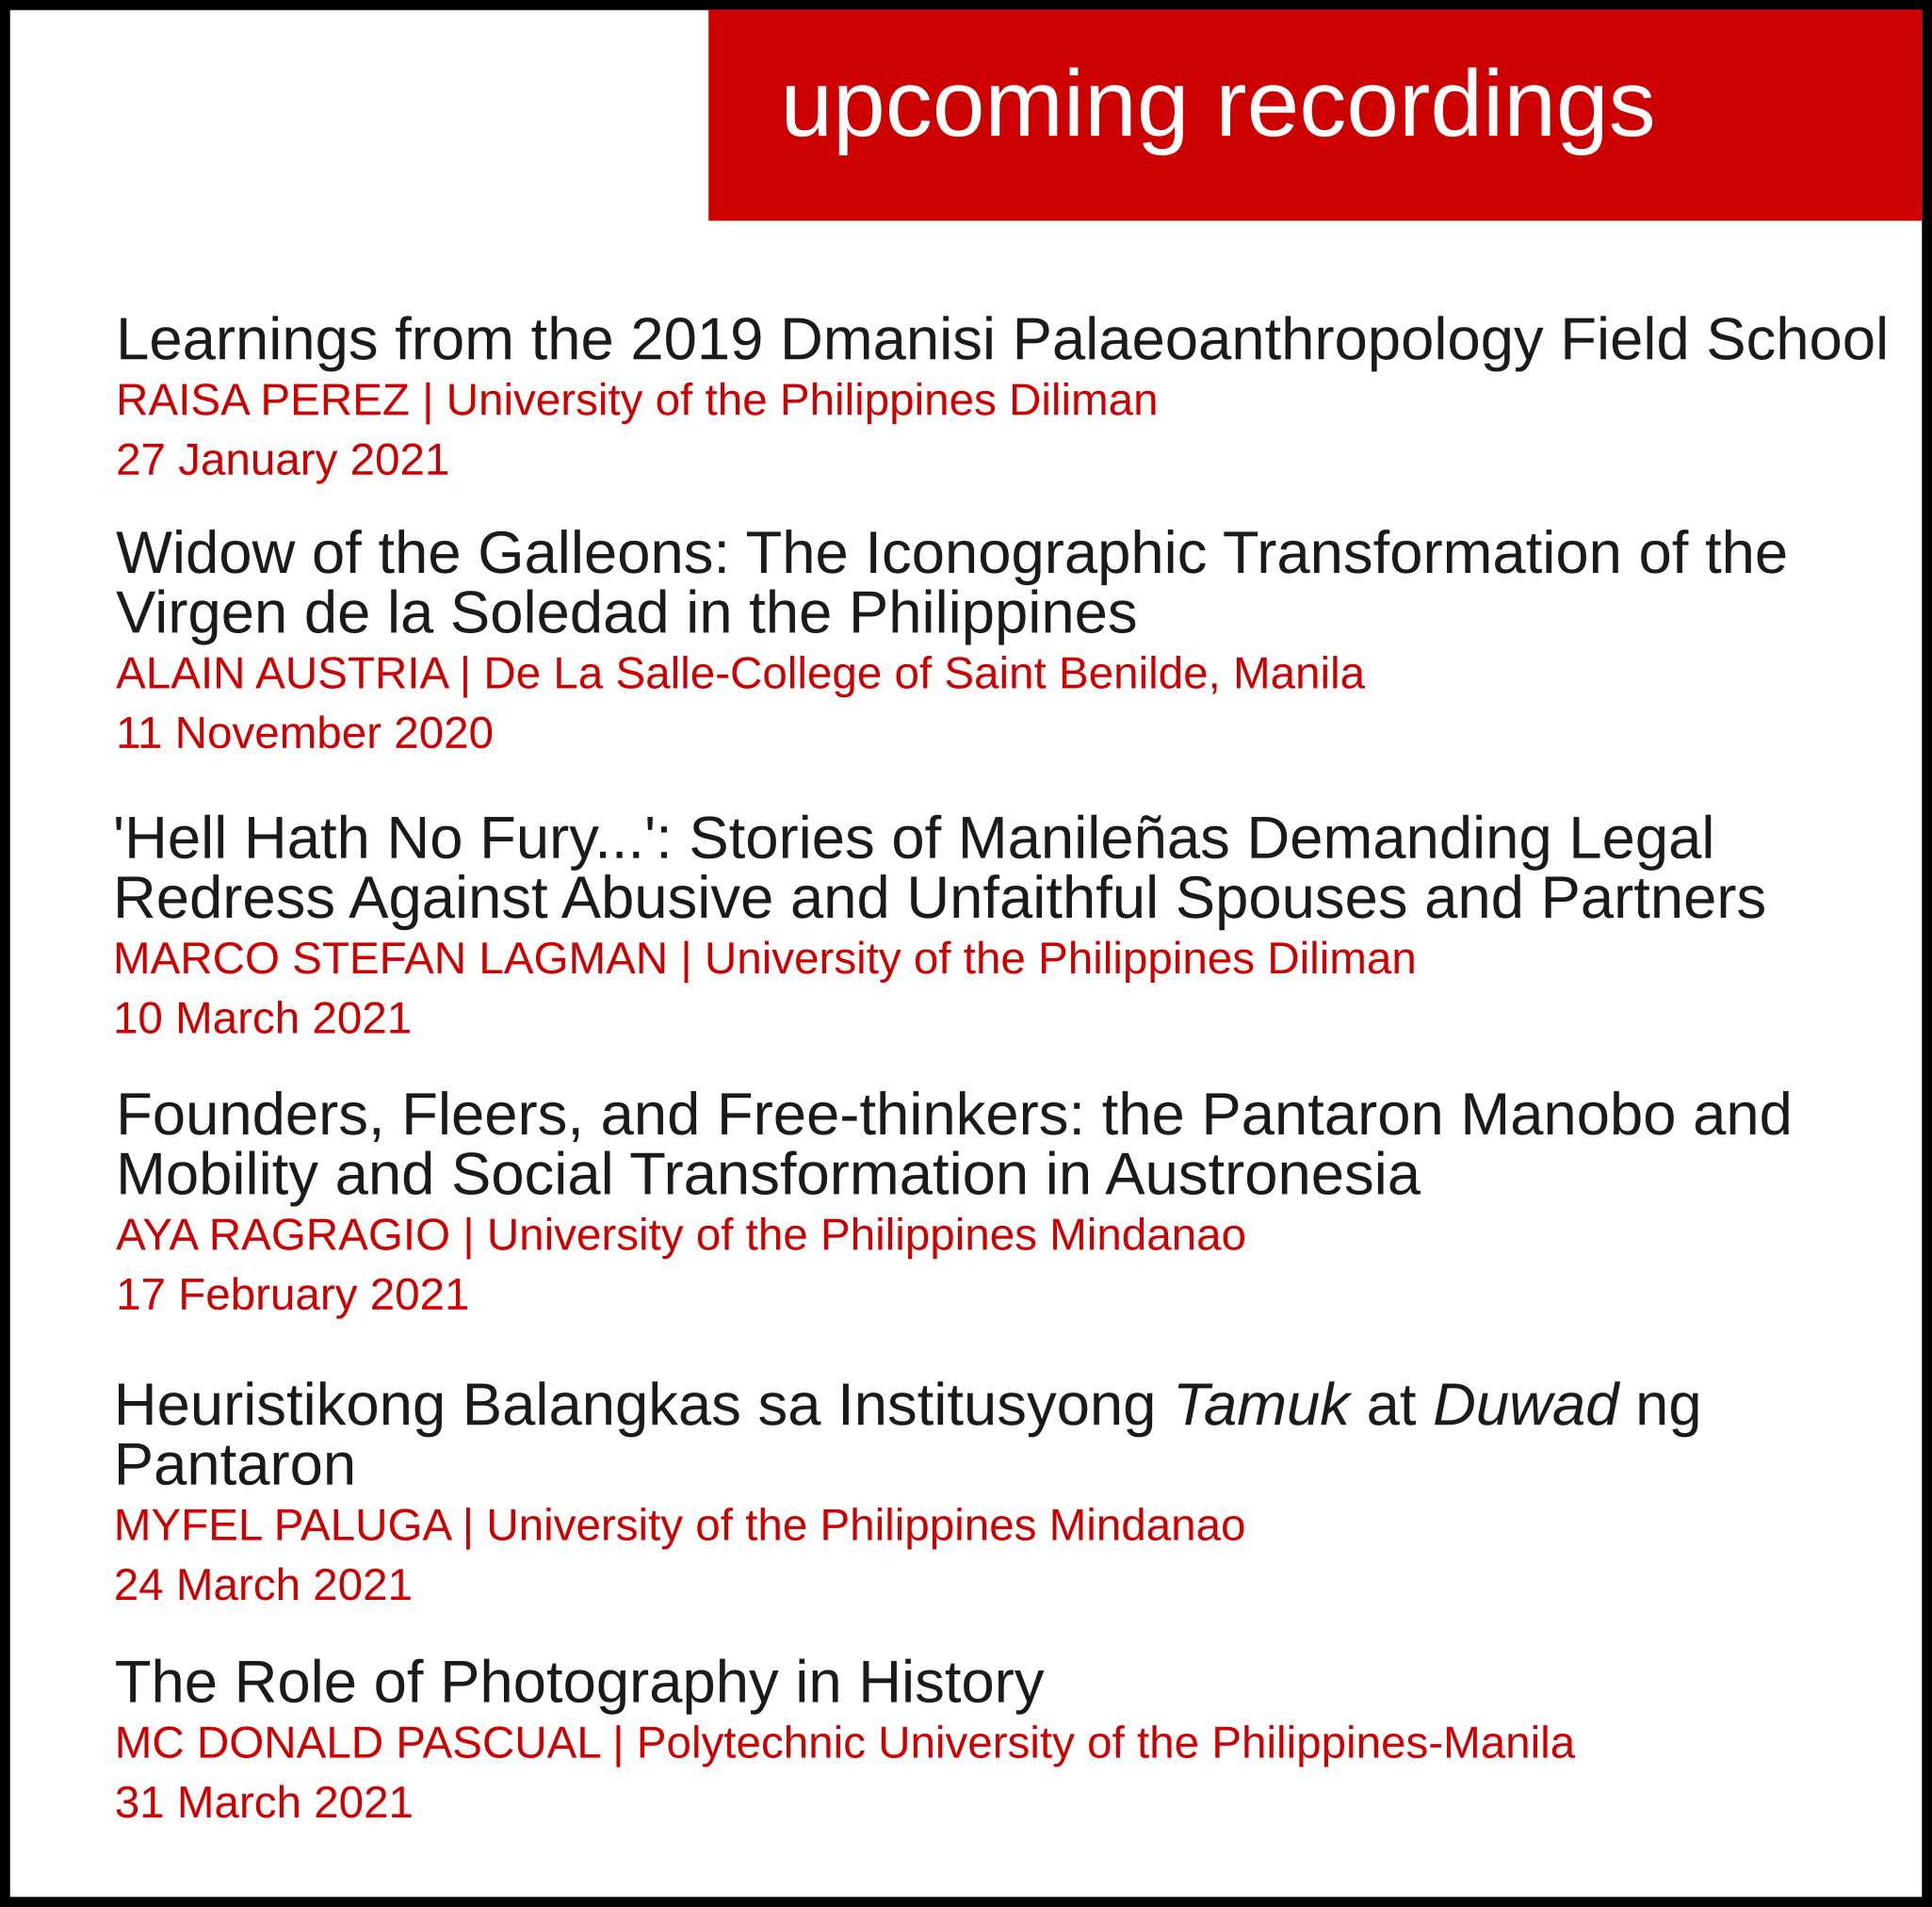 upcoming recordings
Learnings from the 2019 Dmanisi Palaeoanthropology Field School
RAISA PEREZ | University of the Philippines Diliman
27 January 2021
Widow of the Galleons: The Iconographic Transformation of the
Virgen de la Soledad in the Philippines
ALAIN AUSTRIA | De La Salle-College of Saint Benilde, Manila
11 November 2020
'Hell Hath No Fury...': Stories of Manileñas Demanding Legal
Redress Against Abusive and Unfaithful Spouses and Partners
MARCO STEFAN LAGMAN | University of the Philippines Diliman
10 March 2021
Founders, Fleers, and Free-thinkers: the Pantaron Manobo and
Mobility and Social Transformation in Austronesia
AYA RAGRAGIO | University of the Philippines Mindanao
17 February 2021
Heuristikong Balangkas sa Institusyong Tamuk at Duwad ng
Pantaron
MYFEL PALUGA | University of the Philippines Mindanao
24 March 2021
The Role of Photography in History
MC DONALD PASCUAL | Polytechnic University of the Philippines-Manila
31 March 2021